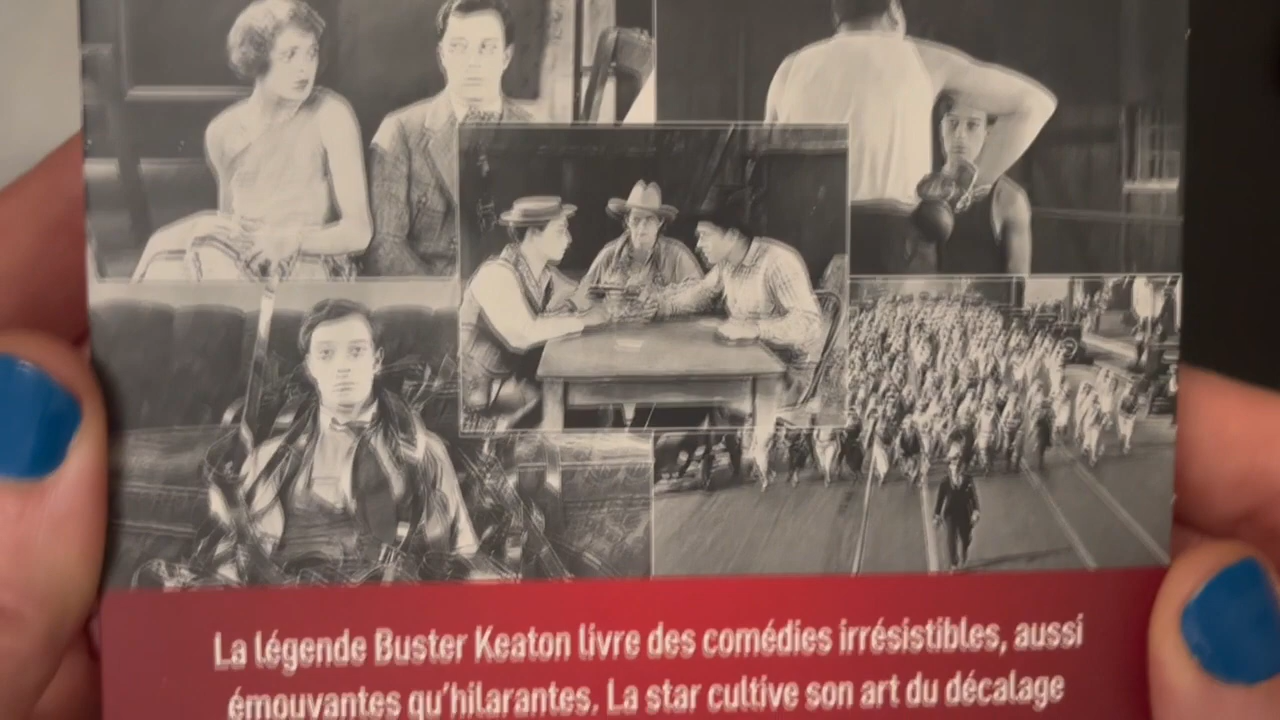 La légende Buster Keaton livre des comédies irrésistibles, aussi
émouvantes qu'hilarantes. La star cultive son art du décalage